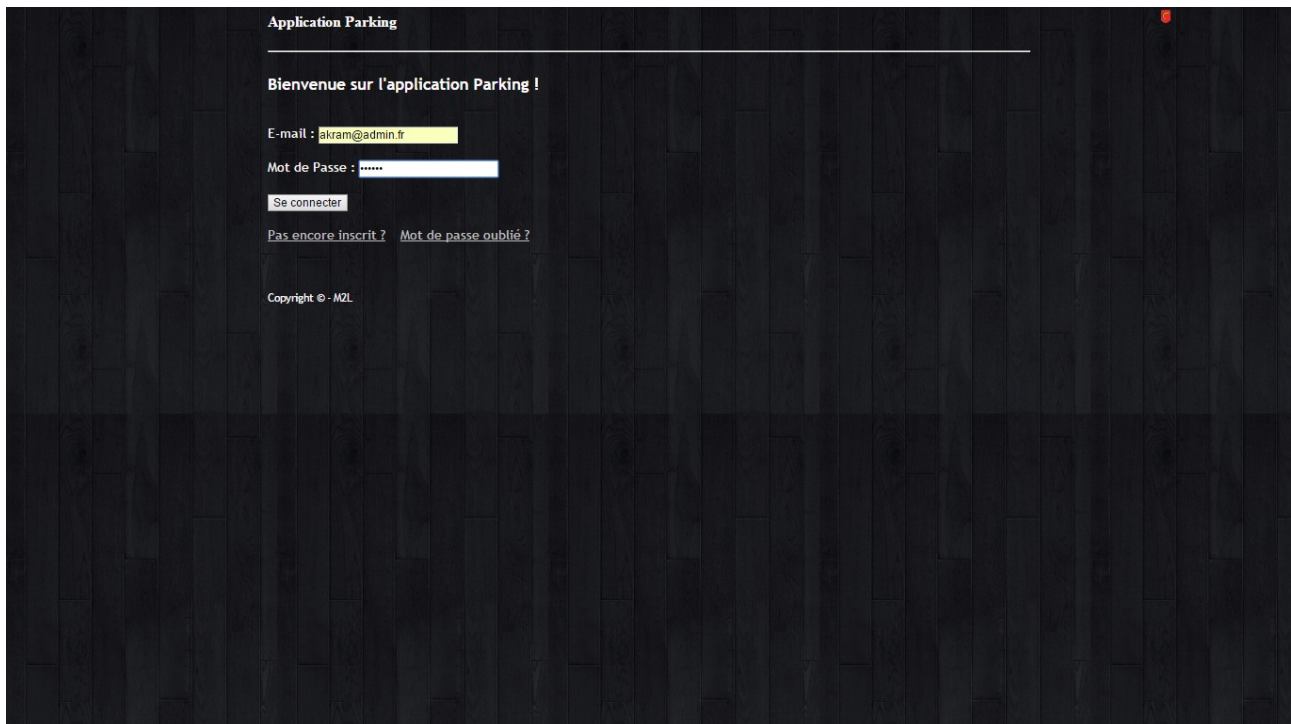 Application Parking
Bienvenue sur l'application Parking !
E-mail : akram@admin.fr
Mot de Passe : ••••••
Se connecter
Pas encore inscrit ? Mot de passe oublié ?
Copyright © - M2L